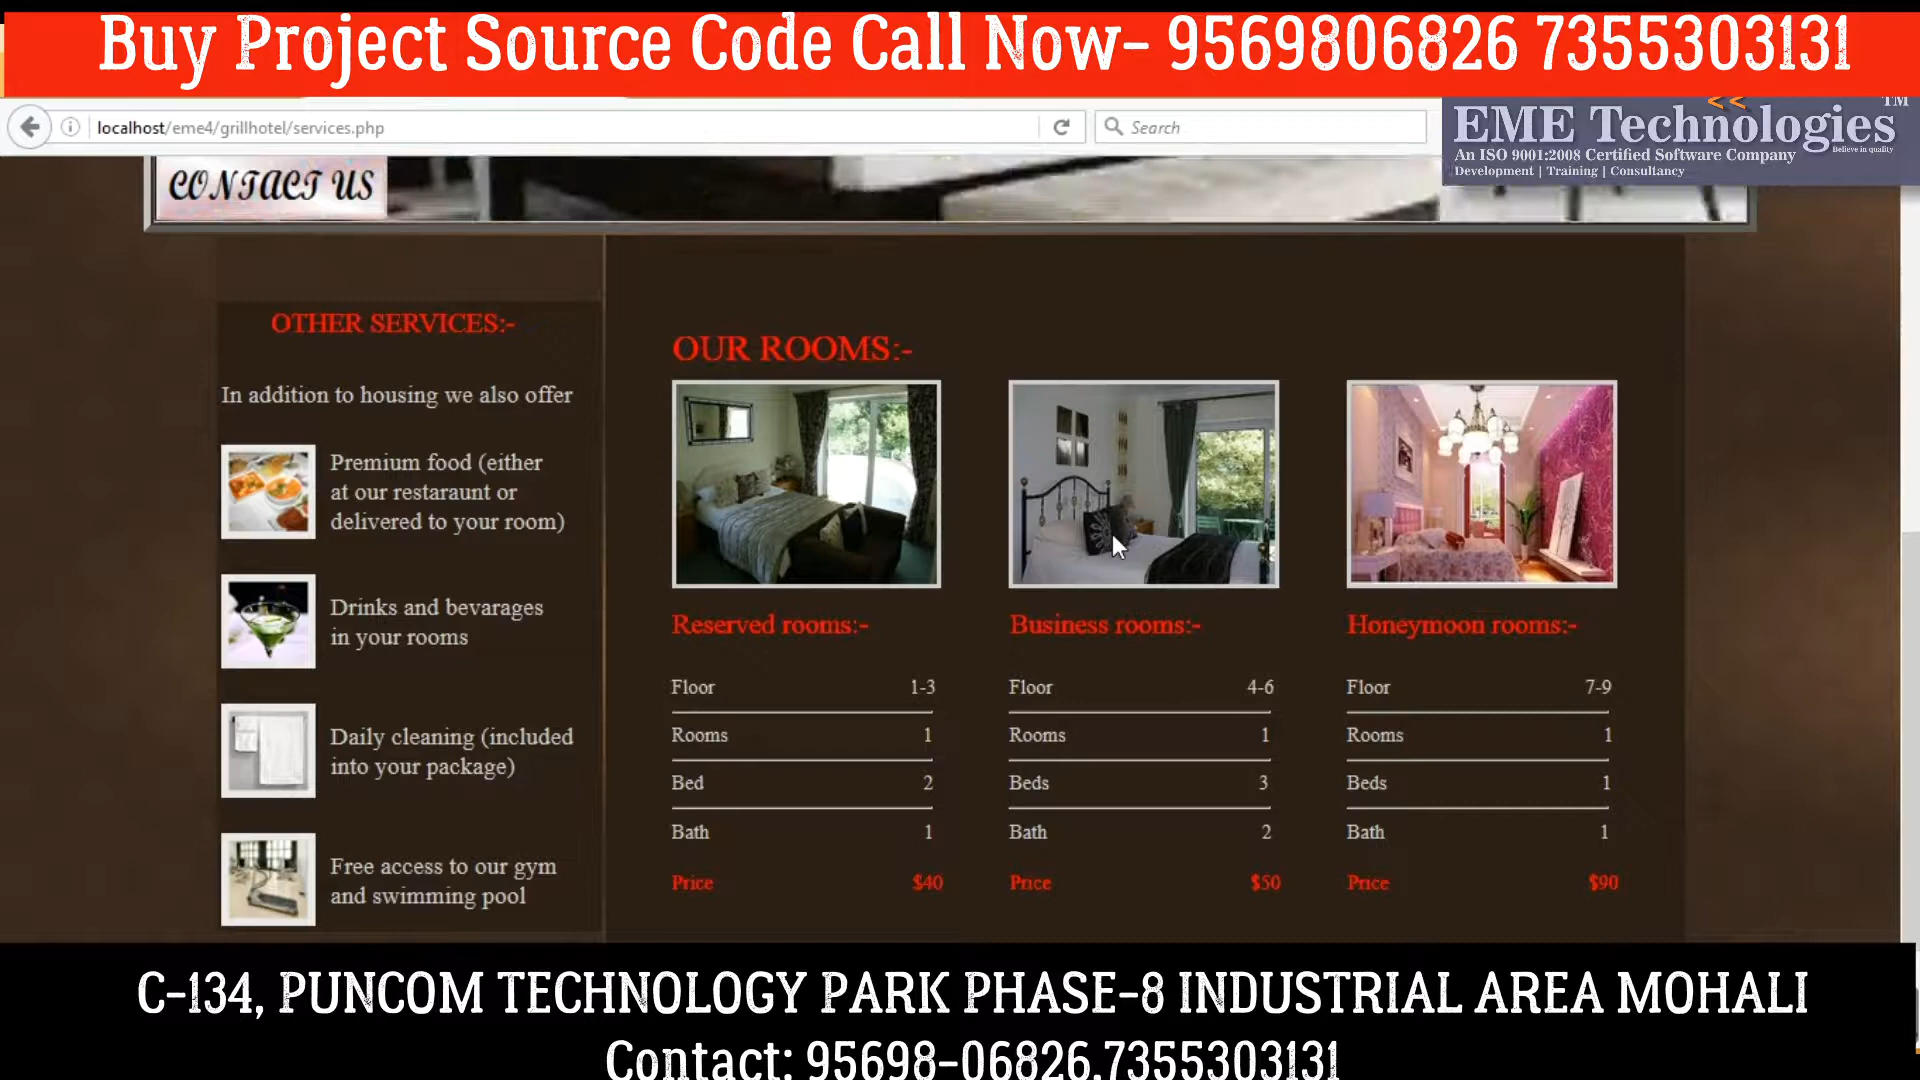 Buy Project Source Code Call Now- 9569806826 7355303131
localhost/eme4/grillhotel/services.php
Search
<<
TM
EME Technologies
Believe in quality
An ISO 9001:2008 Certified Software Company
Development | Training | Consultancy
CONTACT US
OTHER SERVICES:-
In addition to housing we also offer
Premium food (either
at our restaraunt or
delivered to your room)
Drinks and bevarages
in your rooms
Daily cleaning (included
into your package)
Free access to our gym
and swimming pool
OUR ROOMS:-
Reserved rooms:-
Floor 1-3
Rooms 1
Bed 2
Bath 1
Price $40
Business rooms:-
Floor 4-6
Rooms 1
Beds 3
Bath 2
Price $50
Honeymoon rooms:-
Floor 7-9
Rooms 1
Beds 1
Bath 1
Price $90
C-134, PUNCOM TECHNOLOGY PARK PHASE-8 INDUSTRIAL AREA MOHALI
Contact: 95698-06826,7355303131